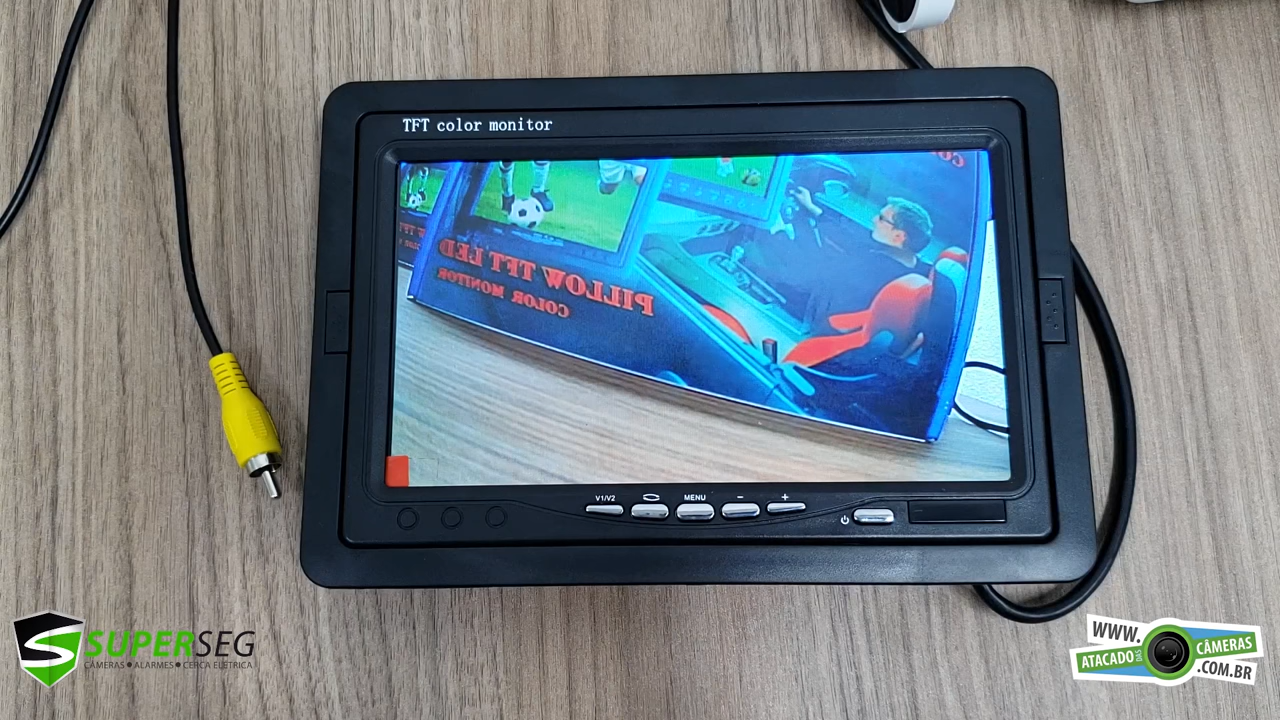 TFT color monitor
PILLOW TFT LED
COLOR MONITOR
V1/V2
MENU
−
+
SUPERSEG
CÂMERAS • ALARMES • CERCA ELÉTRICA
WWW.
ATACADO DAS CÂMERAS
.COM.BR